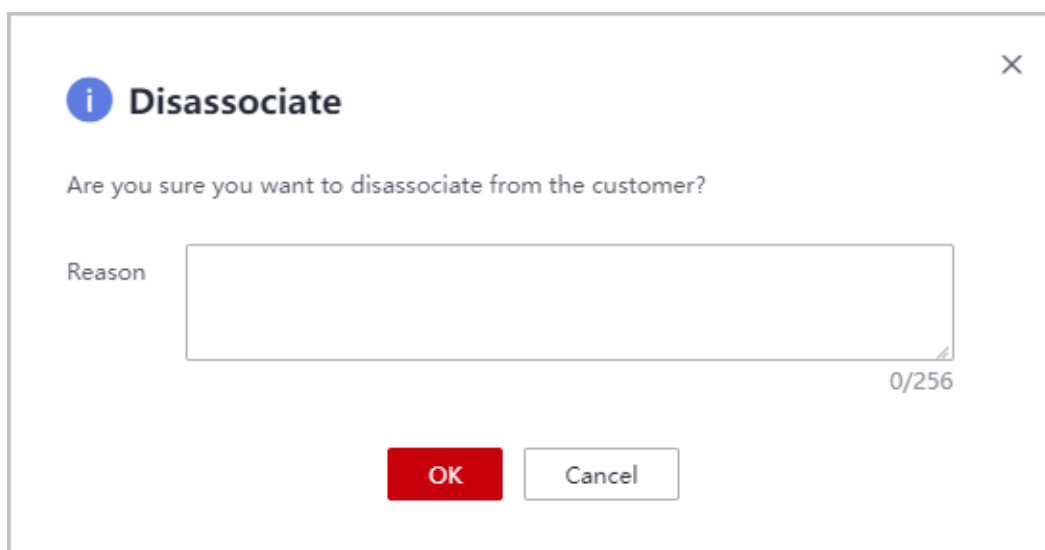 Disassociate
Are you sure you want to disassociate from the customer?
Reason
0/256
OK
Cancel